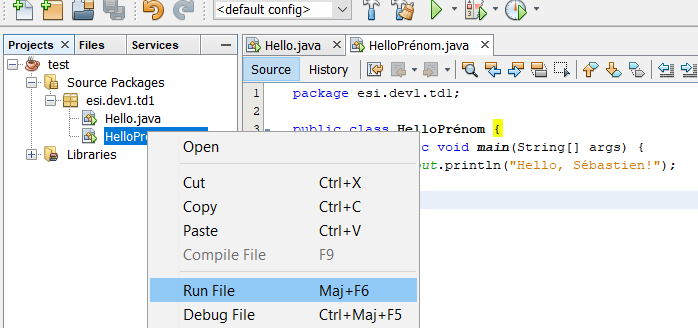 <default config>
Projects Files Services
Hello.java HelloPrénom.java
Source History
test
Source Packages
esi.dev1.td1
Hello.java
HelloPr
Libraries
1 package esi.dev1.td1;
2
3 public class HelloPrénom {
c void main(String[] args) {
out.println("Hello, Sébastien!");
Open
Cut Ctrl+X
Copy Ctrl+C
Paste Ctrl+V
Compile File F9
Run File Maj+F6
Debug File Ctrl+Maj+F5